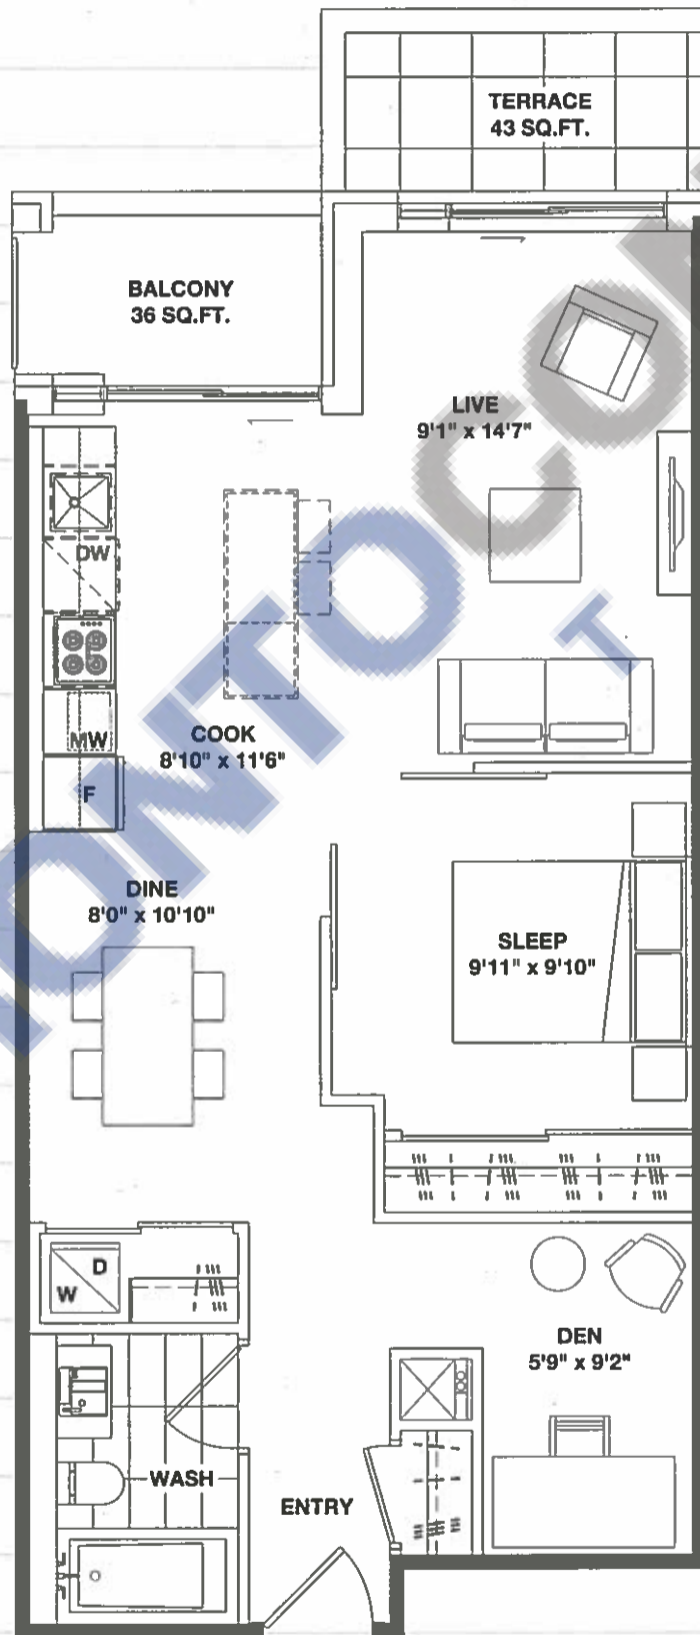 TERRACE
43 SQ.FT.
BALCONY
36 SQ.FT.
LIVE
9'1" x 14'7"
DW
MW
F
COOK
8'10" x 11'6"
DINE
8'0" x 10'10"
SLEEP
9'11" x 9'10"
D
W
DEN
5'9" x 9'2"
WASH
ENTRY